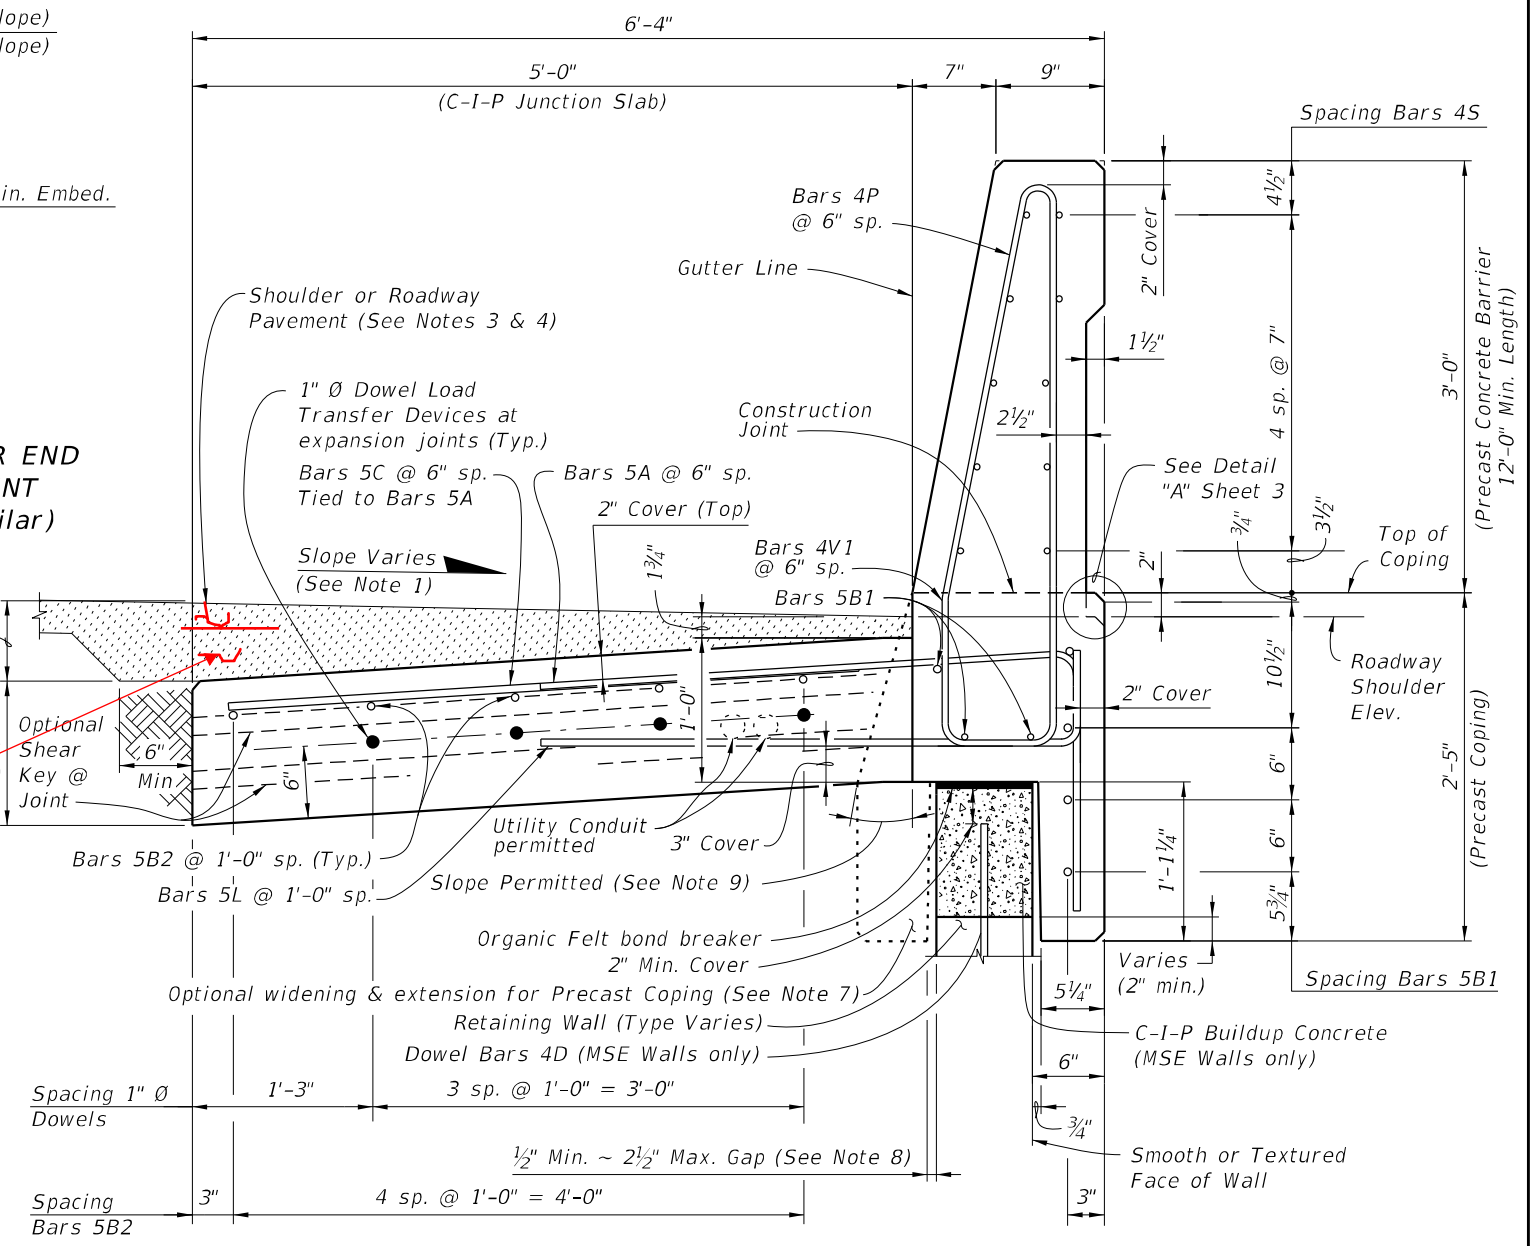 lope)
lope)
in. Embed.
R END
NT
ilar)
6'-4"
5'-0"
(C-I-P Junction Slab)
7"
9"
Spacing Bars 4S
Bars 4P
@ 6" sp.
2" Cover
4½"
Gutter Line
Shoulder or Roadway
Pavement (See Notes 3 & 4)
1½"
4 sp. @ 7"
3'-0"
(Precast Concrete Barrier
12'-0" Min. Length)
1" Ø Dowel Load
Transfer Devices at
expansion joints (Typ.)
Bars 5C @ 6" sp.
Tied to Bars 5A
Bars 5A @ 6" sp.
2" Cover (Top)
Construction
Joint
2½"
See Detail
"A" Sheet 3
Slope Varies
(See Note 1)
1¾"
Bars 4V1
@ 6" sp.
Bars 5B1
2"
¾"
3½"
Top of
Coping
10½"
Roadway
Shoulder
Elev.
2" Cover
1'-0"
Optional
Shear
Key @
Joint
6"
Min
6"
6"
2'-5"
(Precast Coping)
Utility Conduit
permitted
3" Cover
Bars 5B2 @ 1'-0" sp. (Typ.)
Bars 5L @ 1'-0" sp.
Slope Permitted (See Note 9)
1'-1¼"
6"
5¾"
Organic Felt bond breaker
2" Min. Cover
Optional widening & extension for Precast Coping (See Note 7)
Retaining Wall (Type Varies)
Dowel Bars 4D (MSE Walls only)
Varies
(2" min.)
Spacing Bars 5B1
5¼"
C-I-P Buildup Concrete
(MSE Walls only)
6"
Spacing 1" Ø
Dowels
1'-3"
3 sp. @ 1'-0" = 3'-0"
¾"
½" Min. ~ 2½" Max. Gap (See Note 8)
Smooth or Textured
Face of Wall
Spacing
Bars 5B2
3"
4 sp. @ 1'-0" = 4'-0"
3"